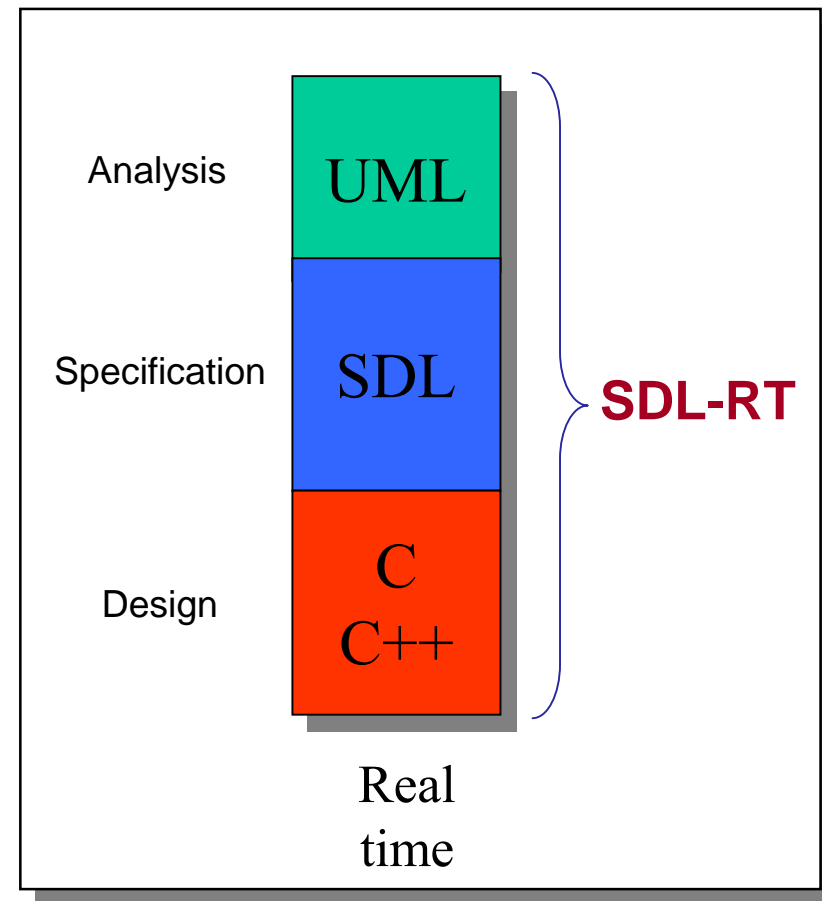 Analysis
UML
Specification
SDL
SDL-RT
Design
C
C++
Real
time